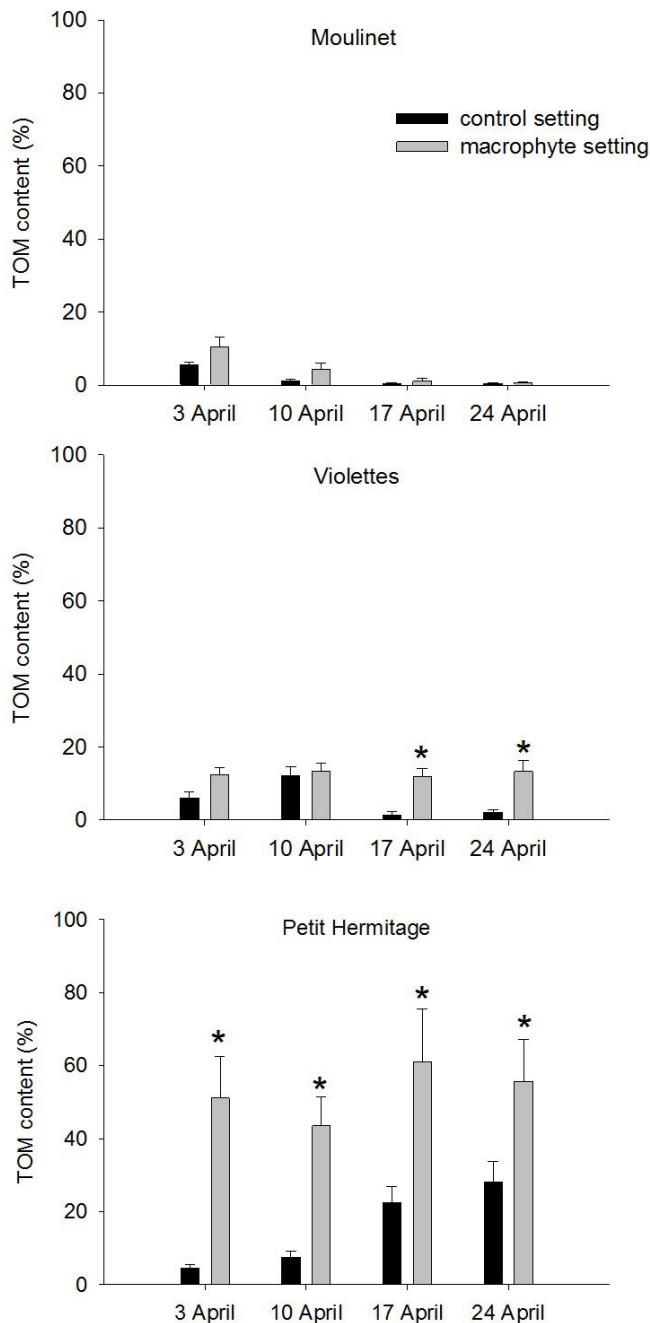 Moulinet
control setting
macrophyte setting
TOM content (%)
100
80
60
40
20
0
3 April 10 April 17 April 24 April
Violettes
TOM content (%)
100
80
60
40
20
0
* *
3 April 10 April 17 April 24 April
Petit Hermitage
TOM content (%)
100
80
60
40
20
0
* * * *
3 April 10 April 17 April 24 April